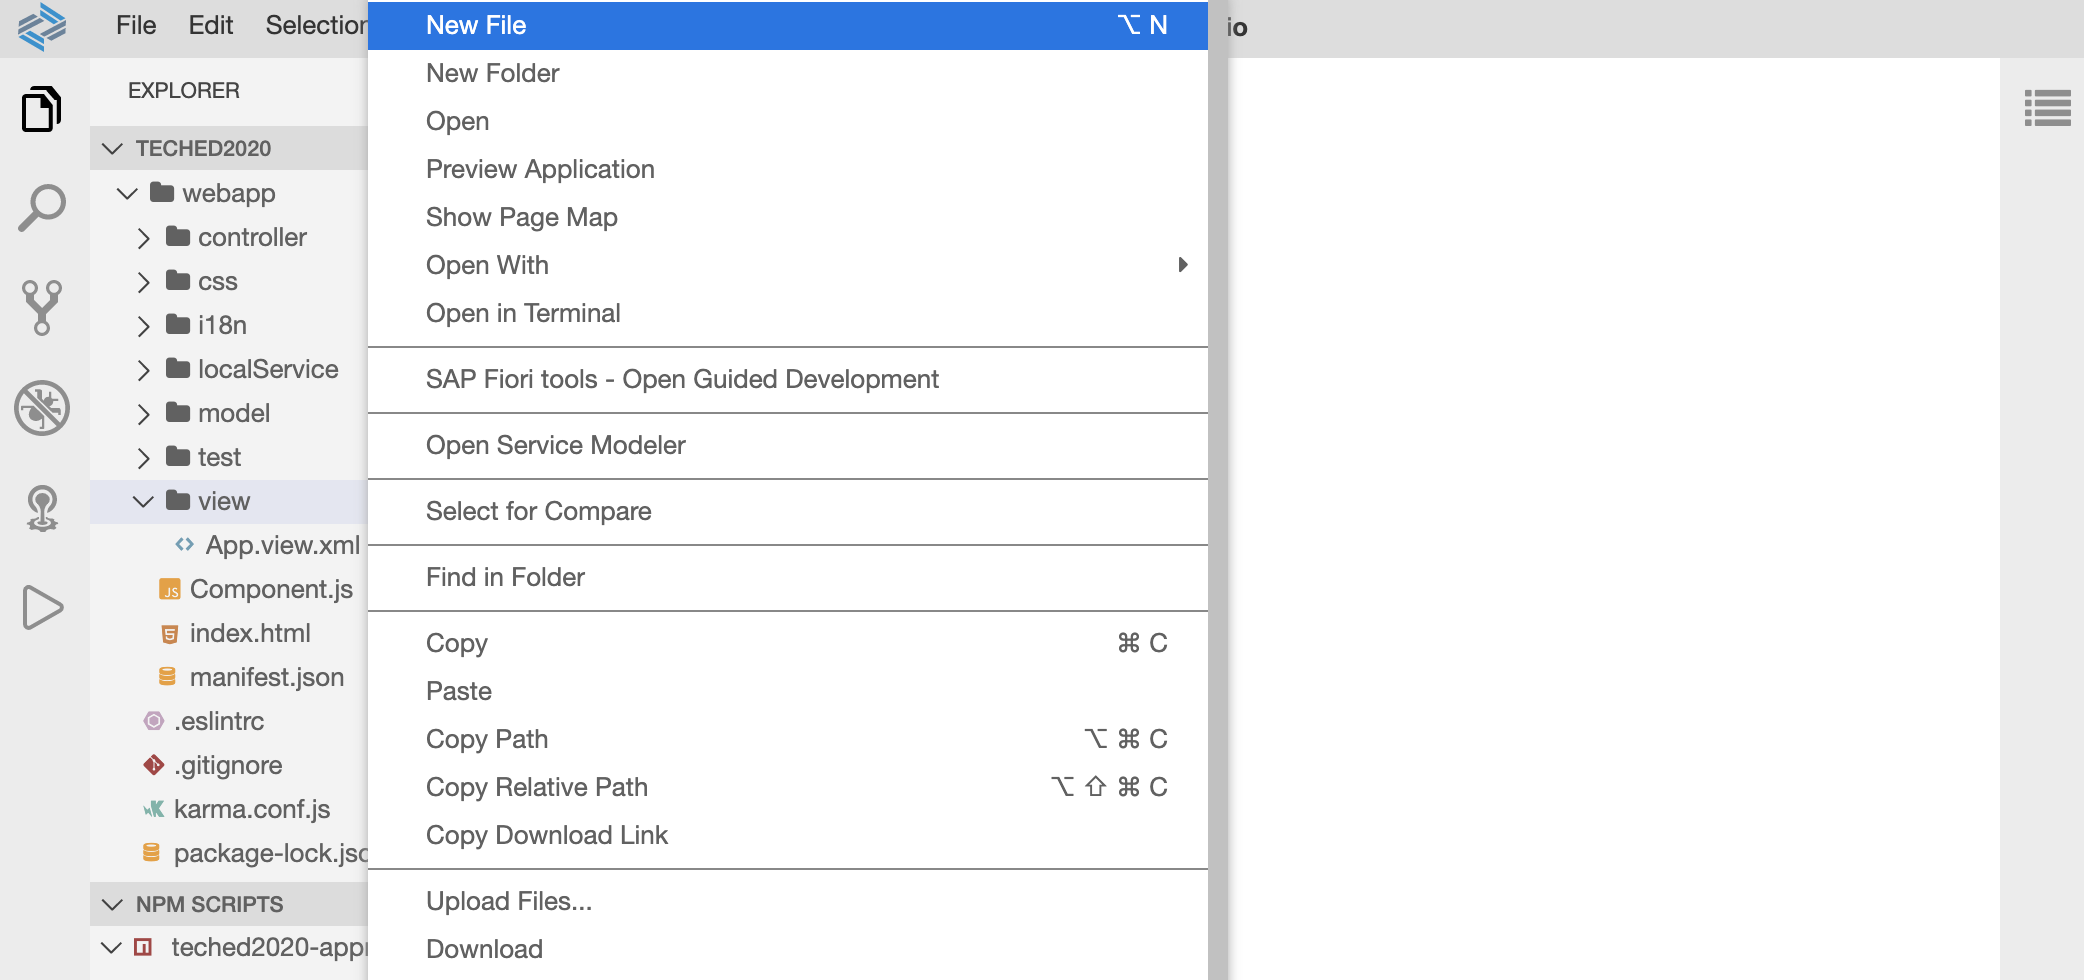 File Edit Selection
io
EXPLORER
TECHED2020
webapp
controller
css
i18n
localService
model
test
view
App.view.xml
Component.js
index.html
manifest.json
.eslintrc
.gitignore
karma.conf.js
package-lock.jsc
NPM SCRIPTS
teched2020-appr
New File ⌥ N
New Folder
Open
Preview Application
Show Page Map
Open With
Open in Terminal
SAP Fiori tools - Open Guided Development
Open Service Modeler
Select for Compare
Find in Folder
Copy ⌘ C
Paste
Copy Path ⌥ ⌘ C
Copy Relative Path ⌥ ⇧ ⌘ C
Copy Download Link
Upload Files...
Download